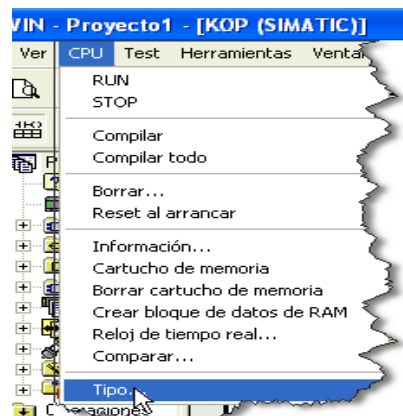 WIN - Proyecto1 - [KOP (SIMATIC)]
Ver CPU Test Herramientas
RUN
STOP
Compilar
Compilar todo
Borrar...
Reset al arrancar
Información...
Cartucho de memoria
Borrar cartucho de memoria
Crear bloque de datos de RAM
Reloj de tiempo real...
Comparar...
Tipo...